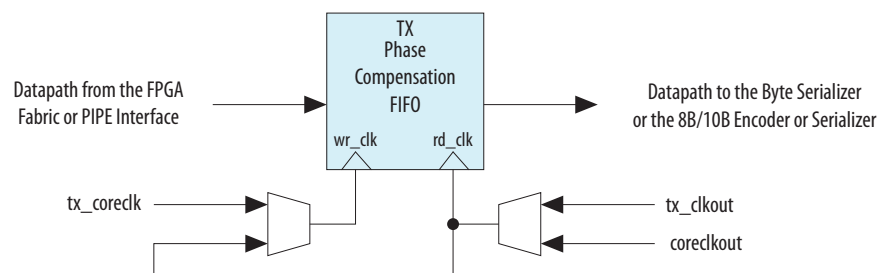 TX
Phase
Compensation
FIFO
Datapath from the FPGA
Fabric or PIPE Interface
Datapath to the Byte Serializer
or the 8B/10B Encoder or Serializer
wr_clk
rd_clk
tx_coreclk
tx_clkout
coreclkout